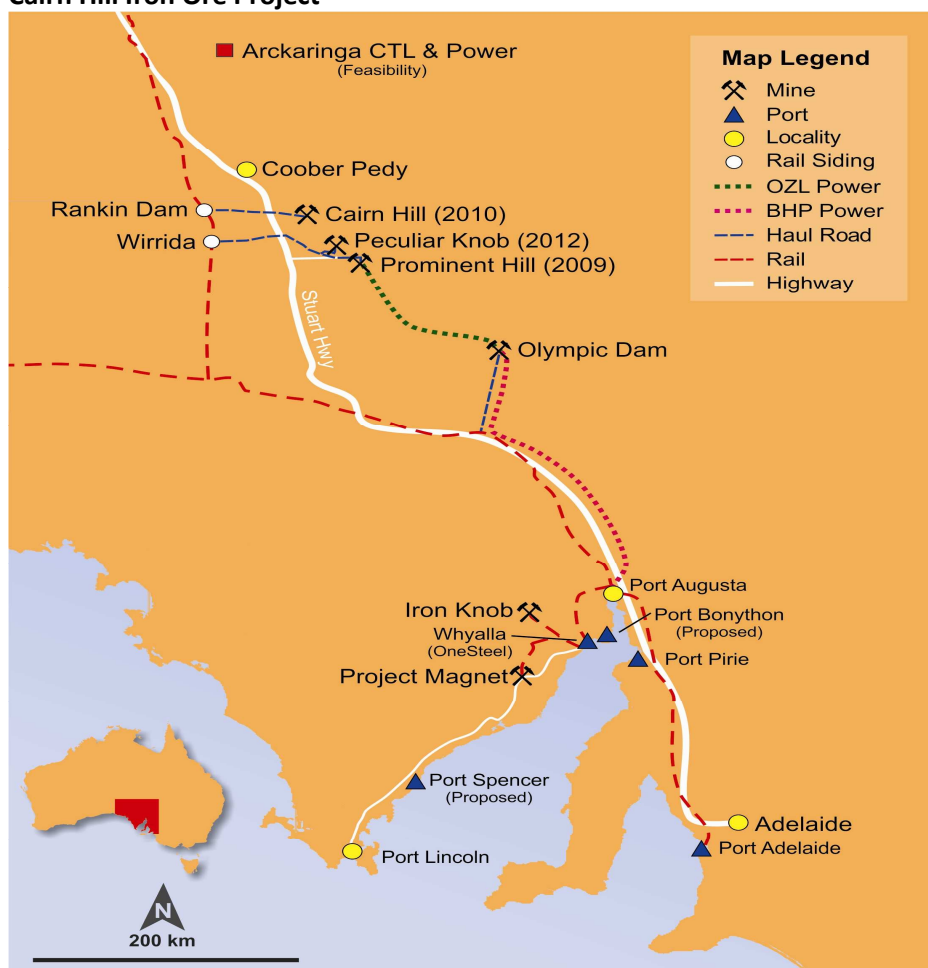 Cairn Hill Iron Ore Project
Arckaringa CTL & Power
(Feasibility)
Map Legend
Mine
Port
Locality
Rail Siding
OZL Power
BHP Power
Haul Road
Rail
Highway
Coober Pedy
Rankin Dam
Cairn Hill (2010)
Wirrida
Peculiar Knob (2012)
Prominent Hill (2009)
Stuart Hwy
Olympic Dam
Port Augusta
Iron Knob
Port Bonython
(Proposed)
Whyalla
(OneSteel)
Port Pirie
Project Magnet
Port Spencer
(Proposed)
Adelaide
Port Lincoln
Port Adelaide
N
200 km